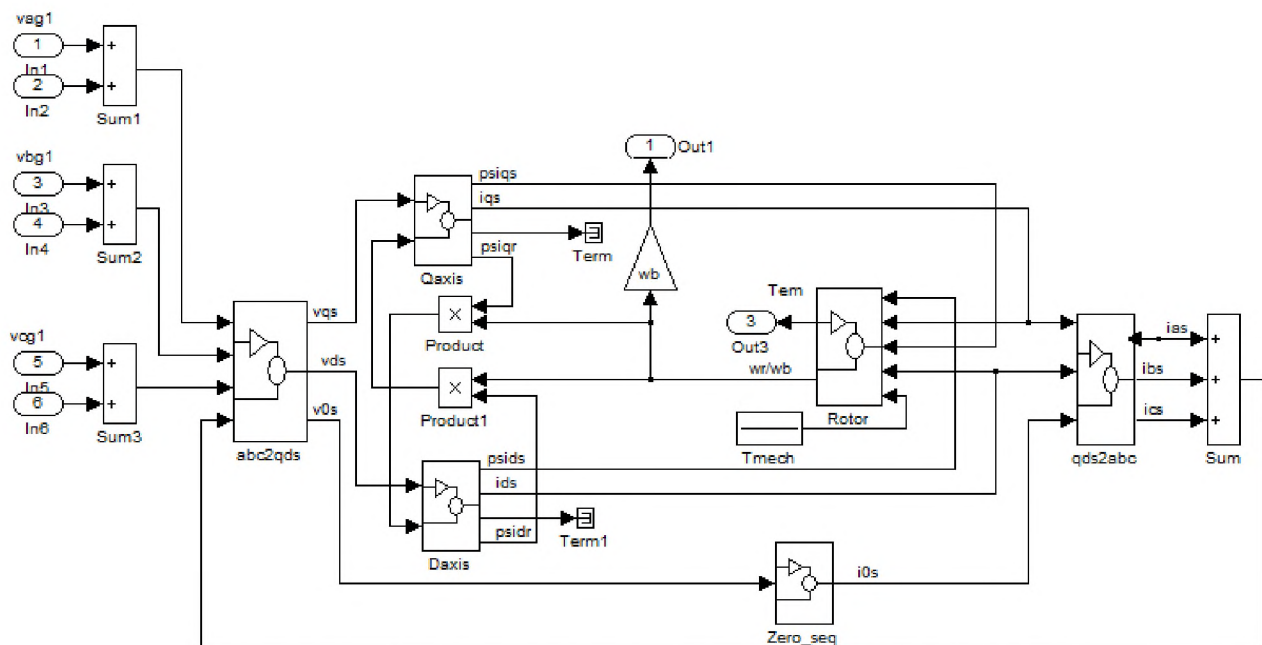 vag1
1
In1
2
In2
+
+
Sum1
vbg1
3
In3
4
In4
+
+
Sum2
vcg1
5
In5
6
In6
+
+
Sum3
abc2qds
vqs
vds
v0s
psiqs
iqs
psiqr
Qaxis
Term
1
Out1
wb
×
Product
×
Product1
Tem
3
Out3
wr/wb
Rotor
Tmech
psids
ids
psidr
Daxis
Term1
Zero_seq
i0s
qds2abc
ias
ibs
ics
+
+
+
Sum